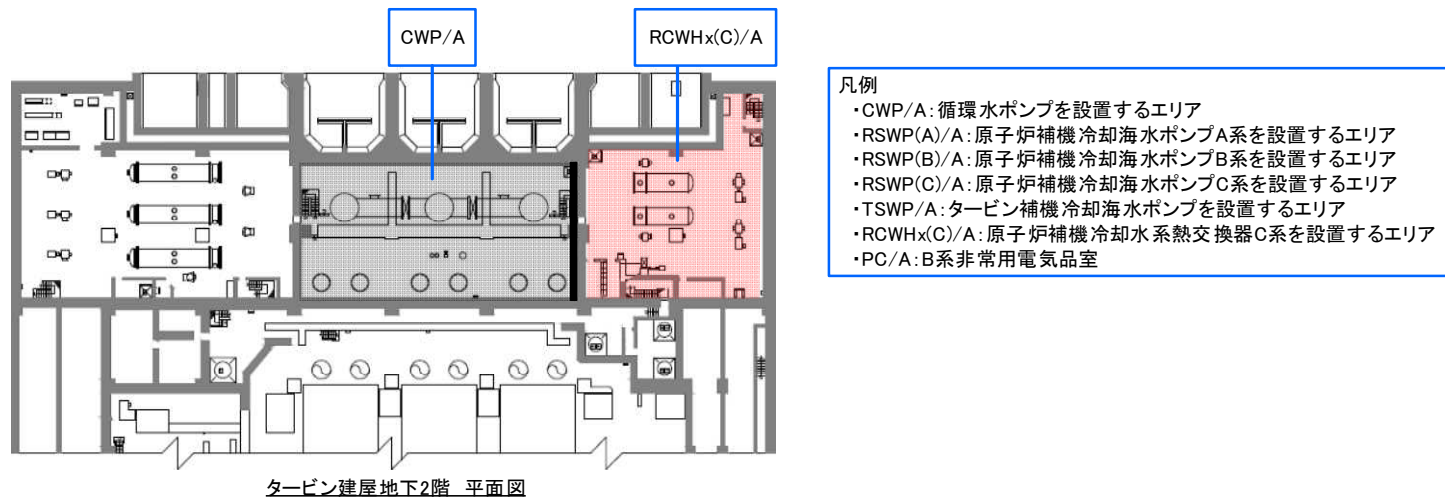 CWP/A
RCWHx(C)/A
凡例
・CWP/A:循環水ポンプを設置するエリア
・RSWP(A)/A:原子炉補機冷却海水ポンプA系を設置するエリア
・RSWP(B)/A:原子炉補機冷却海水ポンプB系を設置するエリア
・RSWP(C)/A:原子炉補機冷却海水ポンプC系を設置するエリア
・TSWP/A:タービン補機冷却海水ポンプを設置するエリア
・RCWHx(C)/A:原子炉補機冷却水系熱交換器C系を設置するエリア
・PC/A:B系非常用電気品室
タービン建屋地下2階 平面図